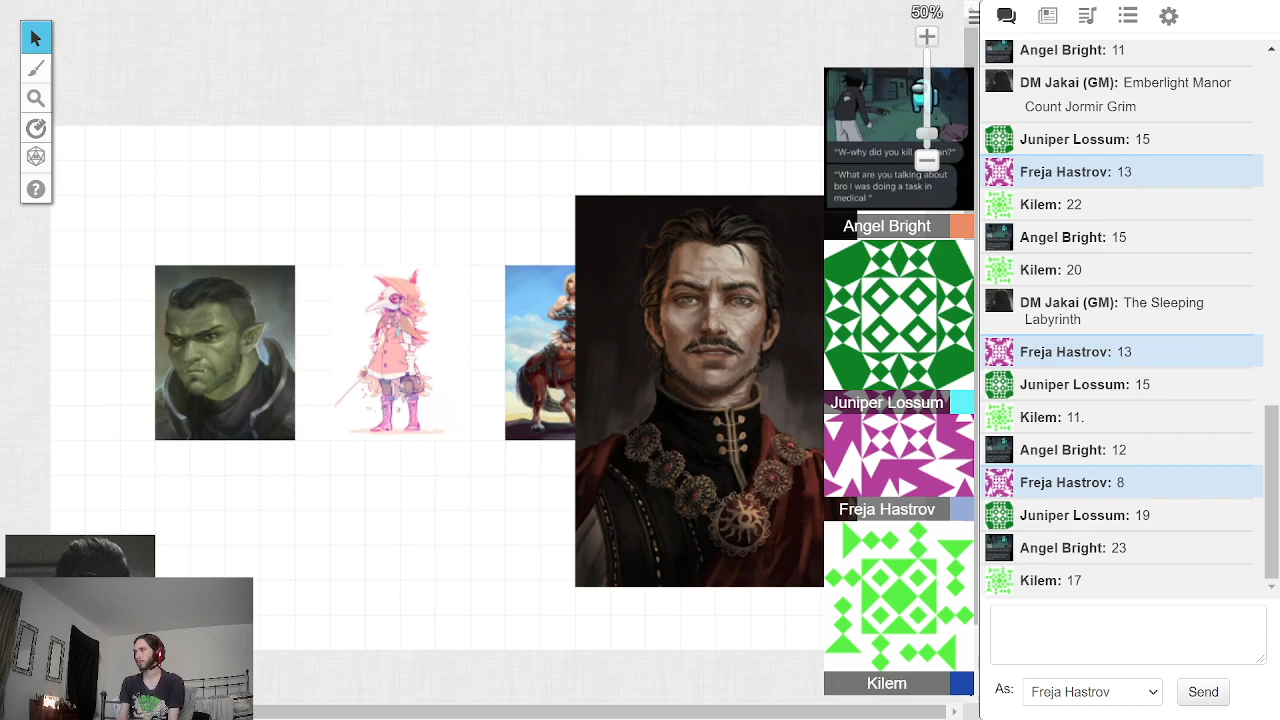 50%
"W-why did you kill
"What are you talking about
bro I was doing a task in
medical "
Angel Bright
Juniper Lossum
Freja Hastrov
Kilem
Angel Bright: 11
DM Jakai (GM): Emberlight Manor
Count Jormir Grim
Juniper Lossum: 15
Freja Hastrov: 13
Kilem: 22
Angel Bright: 15
Kilem: 20
DM Jakai (GM): The Sleeping
Labyrinth
Freja Hastrov: 13
Juniper Lossum: 15
Kilem: 11.
Angel Bright: 12
Freja Hastrov: 8
Juniper Lossum: 19
Angel Bright: 23
Kilem: 17
As: Freja Hastrov Send